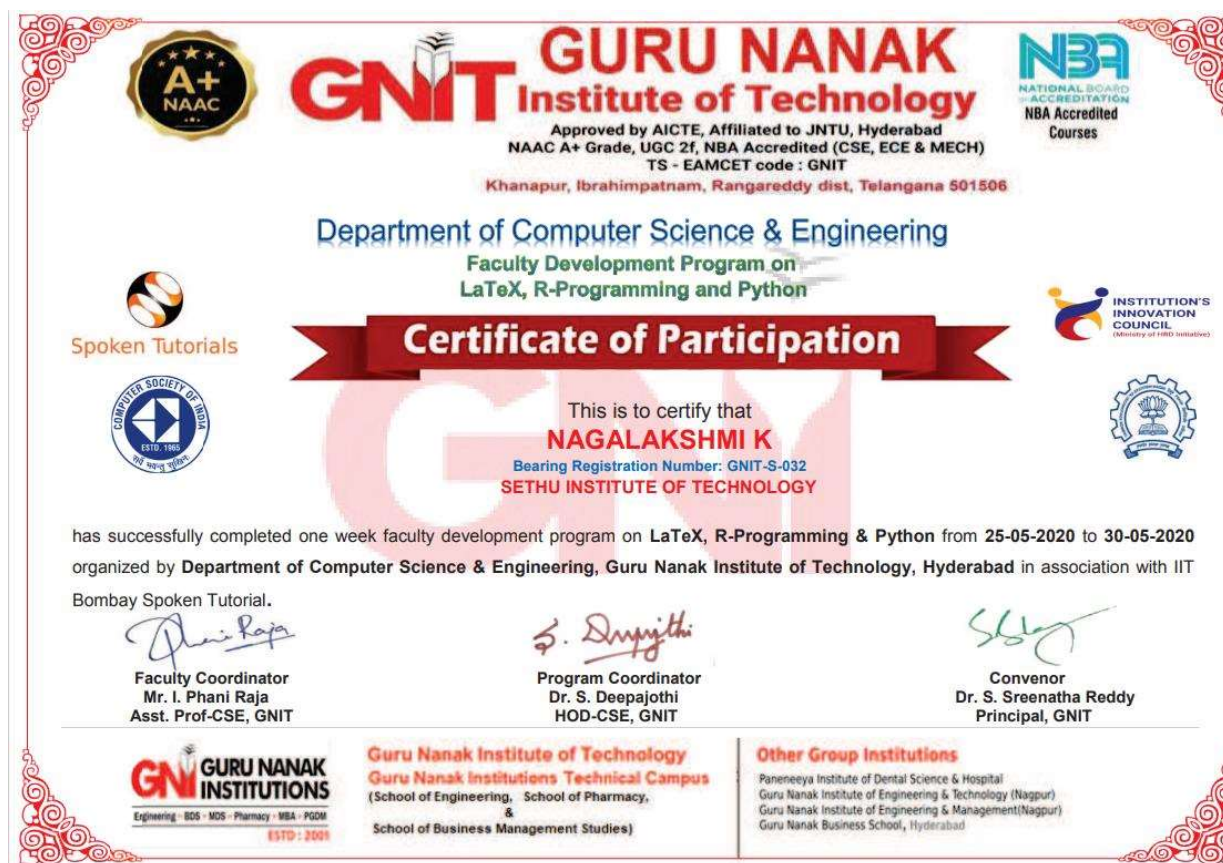 A+
NAAC
GNIT
GURU NANAK
Institute of Technology
Approved by AICTE, Affiliated to JNTU, Hyderabad
NAAC A+ Grade, UGC 2f, NBA Accredited (CSE, ECE & MECH)
TS - EAMCET code : GNIT
Khanapur, Ibrahimpatnam, Rangareddy dist, Telangana 501506
NBA
NATIONAL BOARD
of ACCREDITATION
NBA Accredited
Courses
Department of Computer Science & Engineering
Faculty Development Program on
LaTeX, R-Programming and Python
Spoken Tutorials
INSTITUTION'S
INNOVATION
COUNCIL
(Ministry of HRD Initiative)
Certificate of Participation
COMPUTER SOCIETY OF INDIA
ESTD. 1965
GNI
This is to certify that
NAGALAKSHMI K
Bearing Registration Number: GNIT-S-032
SETHU INSTITUTE OF TECHNOLOGY
has successfully completed one week faculty development program on LaTeX, R-Programming & Python from 25-05-2020 to 30-05-2020
organized by Department of Computer Science & Engineering, Guru Nanak Institute of Technology, Hyderabad in association with IIT
Bombay Spoken Tutorial.
Phani Raja
Faculty Coordinator
Mr. I. Phani Raja
Asst. Prof-CSE, GNIT
Program Coordinator
Dr. S. Deepajothi
HOD-CSE, GNIT
Convenor
Dr. S. Sreenatha Reddy
Principal, GNIT
GNI GURU NANAK
INSTITUTIONS
Engineering - BDS - MDS - Pharmacy - MBA - PGDM
ESTD : 2001
Guru Nanak Institute of Technology
Guru Nanak Institutions Technical Campus
(School of Engineering, School of Pharmacy,
&
School of Business Management Studies)
Other Group Institutions
Paneneeya Institute of Dental Science & Hospital
Guru Nanak Institute of Engineering & Technology (Nagpur)
Guru Nanak Institute of Engineering & Management(Nagpur)
Guru Nanak Business School, Hyderabad